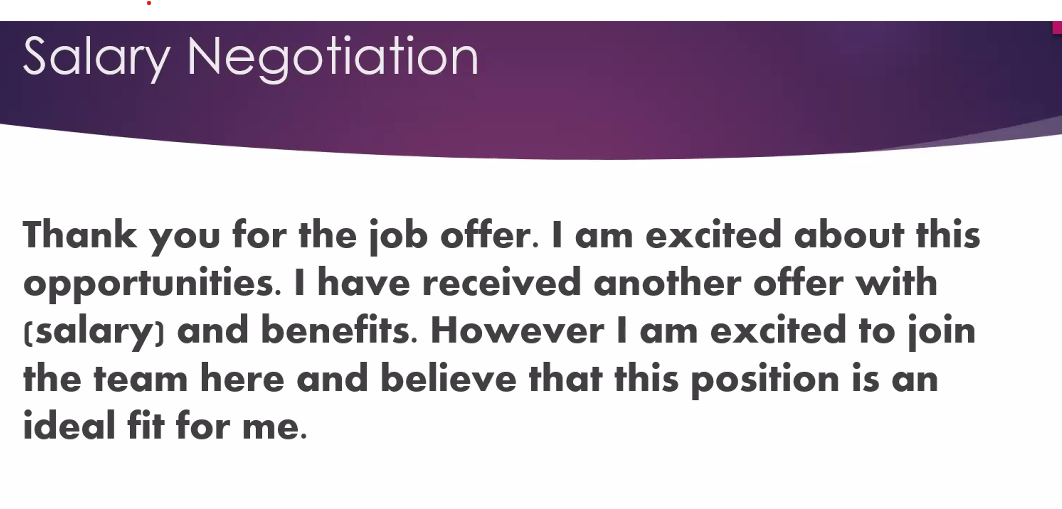 Salary Negotiation
Thank you for the job offer. I am excited about this
opportunities. I have received another offer with
(salary) and benefits. However I am excited to join
the team here and believe that this position is an
ideal fit for me.